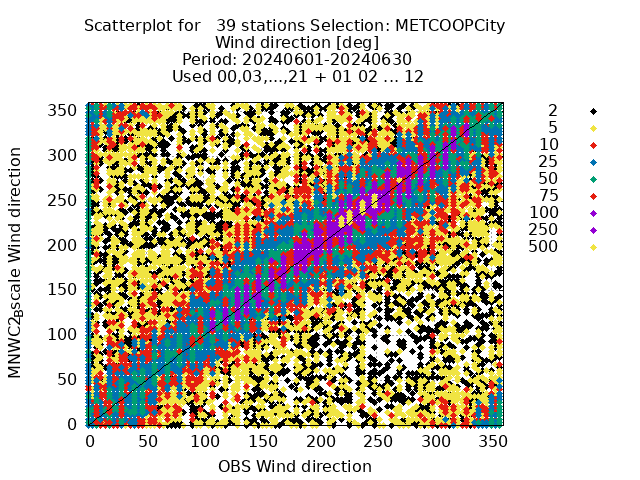 Scatterplot for   39 stations Selection: METCOOPCity
Wind direction [deg]
Period: 20240601-20240630
Used 00,03,...,21 + 01 02 ... 12
350
300
250
200
150
100
50
0
MNWC2Bscale Wind direction
0 50 100 150 200 250 300 350
OBS Wind direction
2
5
10
25
50
75
100
250
500